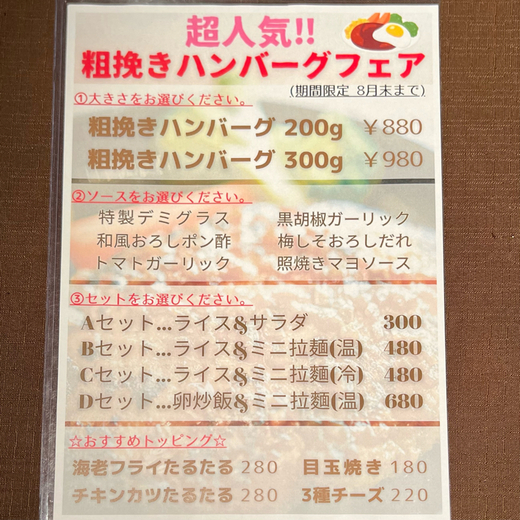 超人気!!
粗挽きハンバーグフェア
(期間限定 8月末まで)
①大きさをお選びください。
粗挽きハンバーグ 200g ￥880
粗挽きハンバーグ 300g ￥980
②ソースをお選びください。
特製デミグラス 黒胡椒ガーリック
和風おろしポン酢 梅しそおろしだれ
トマトガーリック 照焼きマヨソース
③セットをお選びください。
Aセット…ライス&サラダ 300
Bセット…ライス&ミニ拉麵(温) 480
Cセット…ライス&ミニ拉麵(冷) 480
Dセット…卵炒飯&ミニ拉麵(温) 680
☆おすすめトッピング☆
海老フライたるたる 280 目玉焼き 180
チキンカツたるたる 280 3種チーズ 220